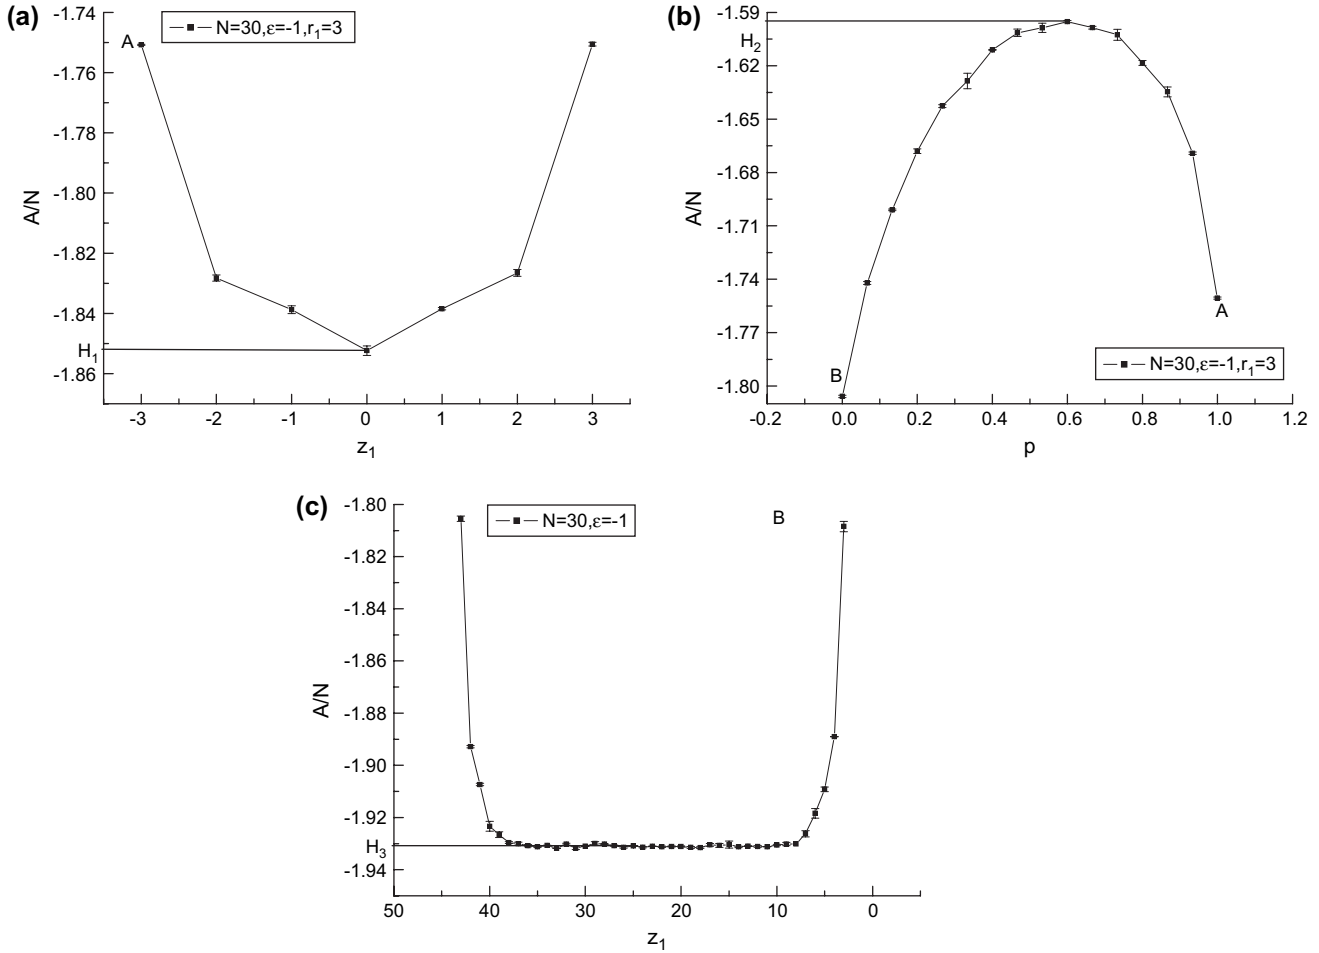 (a)
N=30,ε=-1,r₁=3
A
A/N
-1.74
-1.76
-1.78
-1.80
-1.82
-1.84
H₁
-1.86
-3 -2 -1 0 1 2 3
z₁
(b)
N=30,ε=-1,r₁=3
A/N
-1.59
H₂
-1.62
-1.65
-1.68
-1.71
-1.74
-1.77
-1.80
B
A
-0.2 0.0 0.2 0.4 0.6 0.8 1.0 1.2
p
(c)
N=30,ε=-1
B
A/N
-1.80
-1.82
-1.84
-1.86
-1.88
-1.90
-1.92
H₃
-1.94
50 40 30 20 10 0
z₁